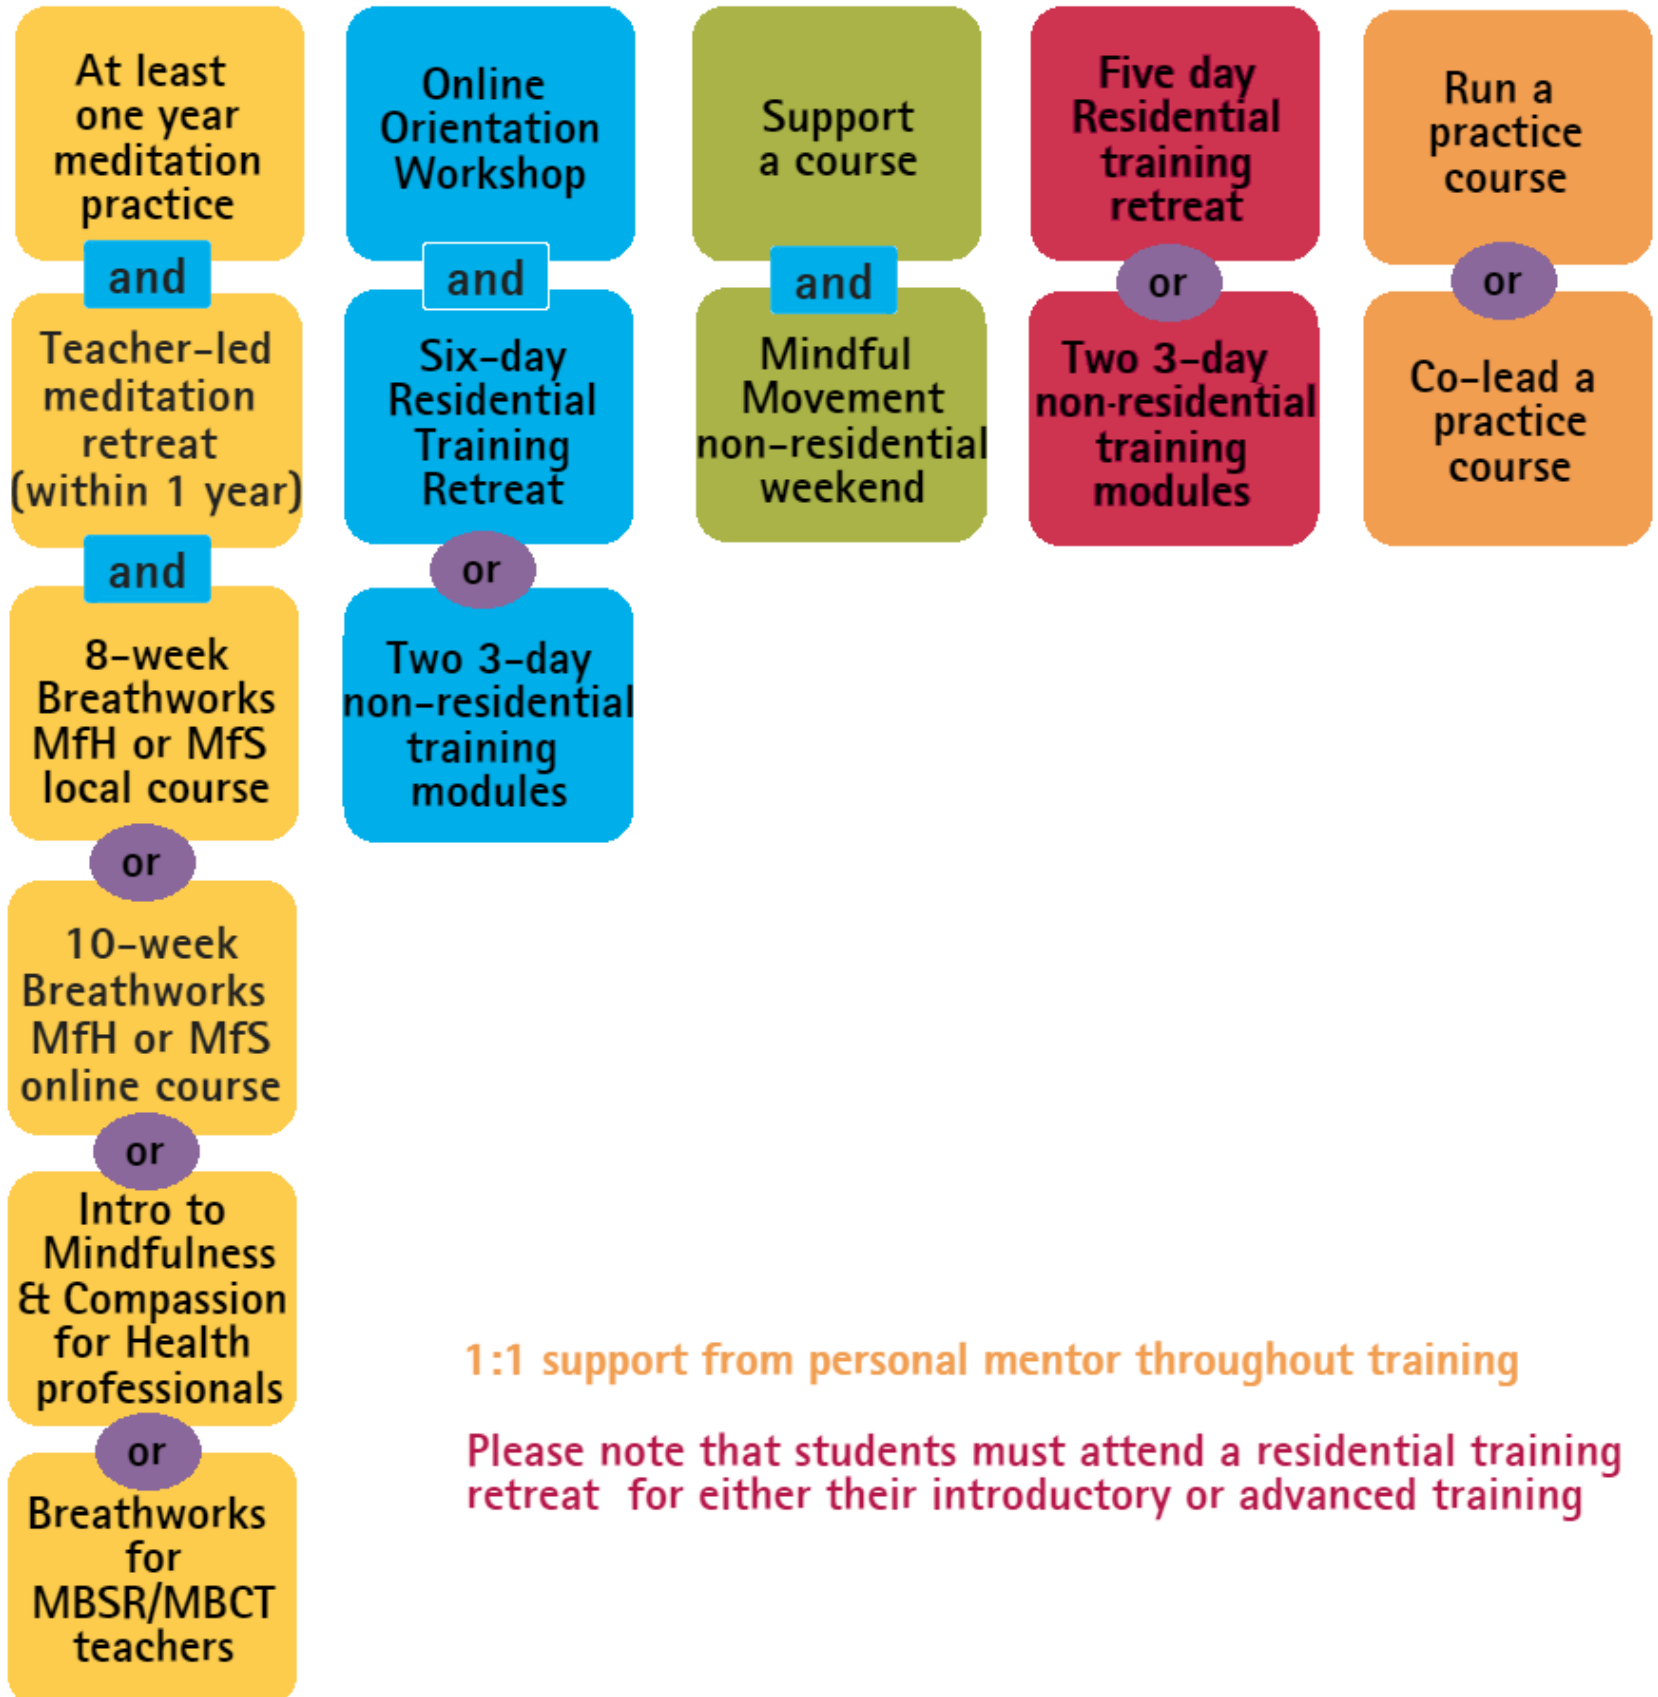 At least
one year
meditation
practice
and
Teacher-led
meditation
retreat
(within 1 year)
and
8-week
Breathworks
MfH or MfS
local course
or
10-week
Breathworks
MfH or MfS
online course
or
Intro to
Mindfulness
& Compassion
for Health
professionals
or
Breathworks
for
MBSR/MBCT
teachers
Online
Orientation
Workshop
and
Six-day
Residential
Training
Retreat
or
Two 3-day
non-residential
training
modules
Support
a course
and
Mindful
Movement
non-residential
weekend
Five day
Residential
training
retreat
or
Two 3-day
non-residential
training
modules
Run a
practice
course
or
Co-lead a
practice
course
1:1 support from personal mentor throughout training
Please note that students must attend a residential training
retreat for either their introductory or advanced training